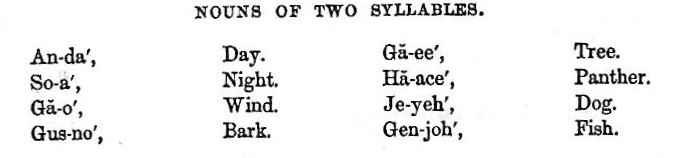 NOUNS OF TWO SYLLABLES.
An-da′, Day. Gă-ee′, Tree.
So-a′, Night. Hă-ace′, Panther.
Gă-o′, Wind. Je-yeh′, Dog.
Gus-no′, Bark. Gen-joh′, Fish.